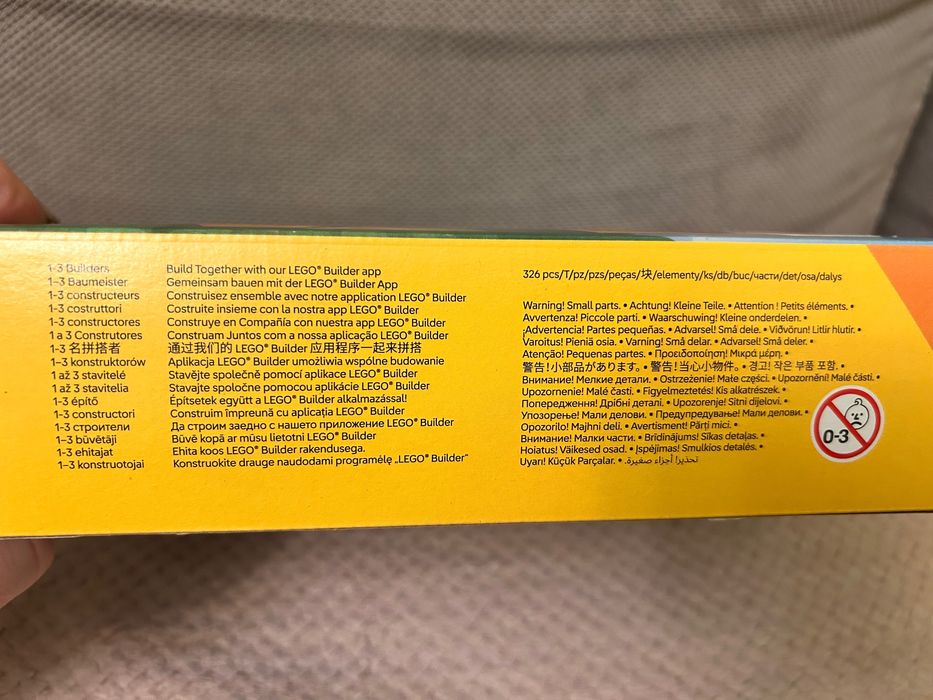 1-3 Builders Build Together with our LEGO® Builder app
1-3 Baumeister Gemeinsam bauen mit der LEGO® Builder App
1-3 constructeurs Construisez ensemble avec notre application LEGO® Builder
1-3 costruttori Costruite insieme con la nostra app LEGO® Builder
1-3 constructores Construye en Compañía con nuestra app LEGO® Builder
1 a 3 Construtores Construam Juntos com a nossa aplicação LEGO® Builder
1-3 名拼搭者 通过我们的 LEGO® Builder 应用程序一起来拼搭
1-3 konstruktorów Aplikacja LEGO® Builder umożliwia wspólne budowanie
1 až 3 stavitelé Stavějte společně pomocí aplikace LEGO® Builder
1 až 3 stavitelia Stavajte spoločne pomocou aplikácie LEGO® Builder
1-3 építő Építsetek együtt a LEGO® Builder alkalmazással!
1-3 constructori Construim împreună cu aplicația LEGO® Builder
1-3 строители Да строим заедно с нашето приложение LEGO® Builder
1-3 būvētāji Būvē kopā ar mūsu lietotni LEGO® Builder
1-3 ehitajat Ehita koos LEGO® Builder rakendusega.
1-3 konstruotojai Konstruokite drauge naudodami programėlę „LEGO® Builder“
326 pcs/T/pz/pzs/peças/块/elementy/ks/db/buc/части/det/osa/dalys
Warning! Small parts. • Achtung! Kleine Teile. • Attention ! Petits éléments. •
Avvertenza! Piccole parti. • Waarschuwing! Kleine onderdelen. •
¡Advertencia! Partes pequeñas. • Advarsel! Små dele. • Viðvörun! Litlir hlutir. •
Varoitus! Pieniä osia. • Varning! Små delar. • Advarsel! Små deler. •
Atenção! Pequenas partes. • Προειδοποίηση! Μικρά μέρη. •
警告!小部品があります。 • 警告!当心小物件。 • 경고! 작은 부품 포함. •
Внимание! Мелкие детали. • Ostrzeżenie! Małe części. • Upozornění! Malé části. •
Upozornenie! Malé časti. • Figyelmeztetés! Kis alkatrészek. •
Попередження! Дрібні деталі. • Upozorenje! Sitni dijelovi. •
Упозорење! Мали делови. • Предупредување! Мали делови. •
Opozorilo! Majhni deli. • Avertisment! Părți mici. •
Внимание! Малки части. • Brīdinājums! Sīkas detaļas. •
Hoiatus! Väikesed osad. • Įspėjimas! Smulkios detalės. •
Uyarı! Küçük Parçalar. • تحذير! أجزاء صغيرة.
0-3